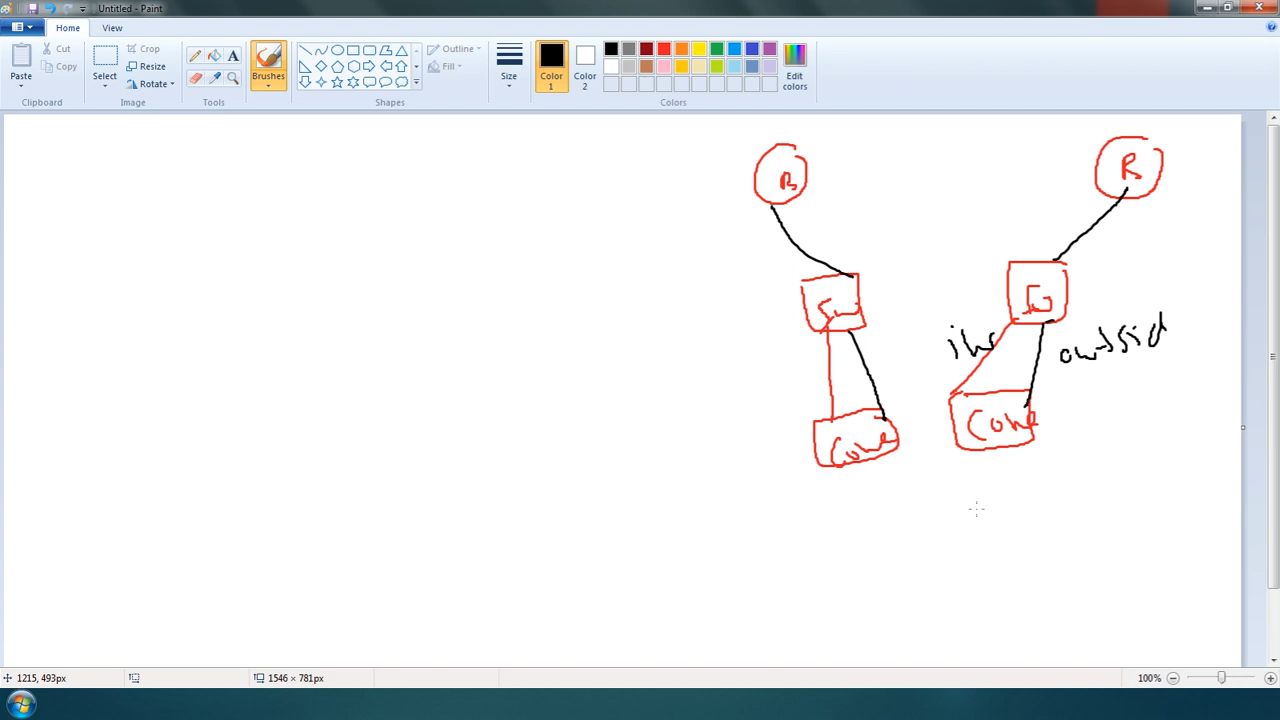 Untitled - Paint
Home
View
Paste
Cut
Copy
Clipboard
Select
Crop
Resize
Rotate
Image
Tools
Brushes
Shapes
Outline
Fill
Size
Color 1
Color 2
Colors
Edit colors
R
Core
Core
1215, 493px
1546 × 781px
100%